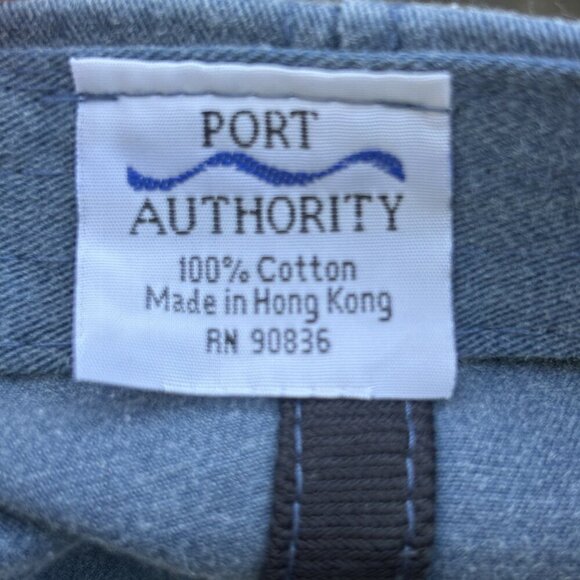 PORT
AUTHORITY
100% Cotton
Made in Hong Kong
RN 90836